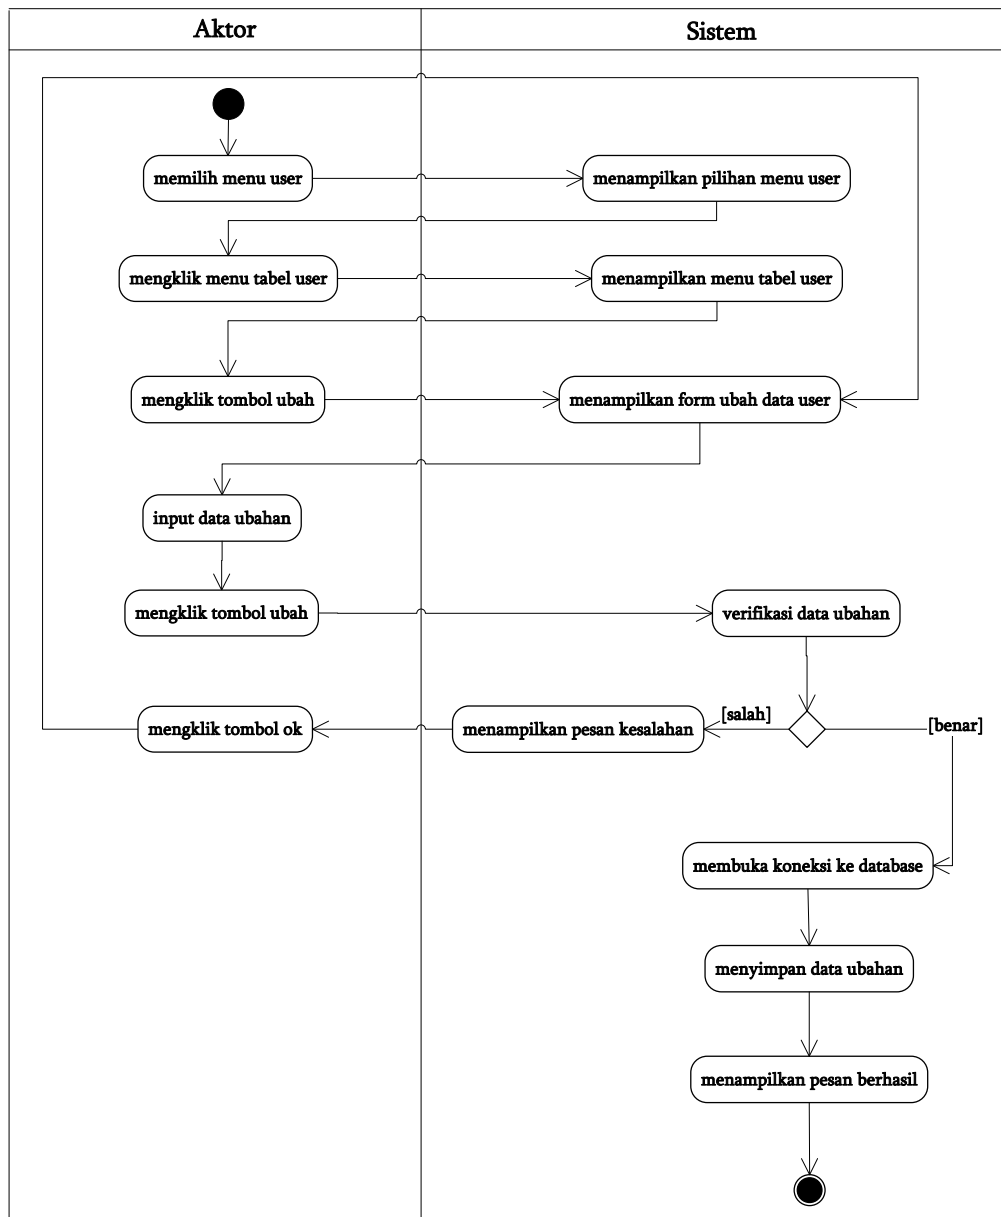 Aktor
Sistem
memilih menu user
menampilkan pilihan menu user
mengklik menu tabel user
menampilkan menu tabel user
mengklik tombol ubah
menampilkan form ubah data user
input data ubahan
mengklik tombol ubah
verifikasi data ubahan
[salah]
[benar]
mengklik tombol ok
menampilkan pesan kesalahan
membuka koneksi ke database
menyimpan data ubahan
menampilkan pesan berhasil